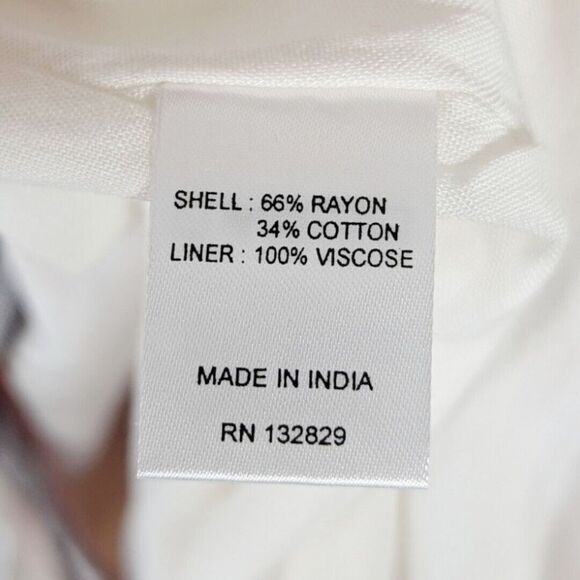 SHELL : 66% RAYON
34% COTTON
LINER : 100% VISCOSE
MADE IN INDIA
RN 132829